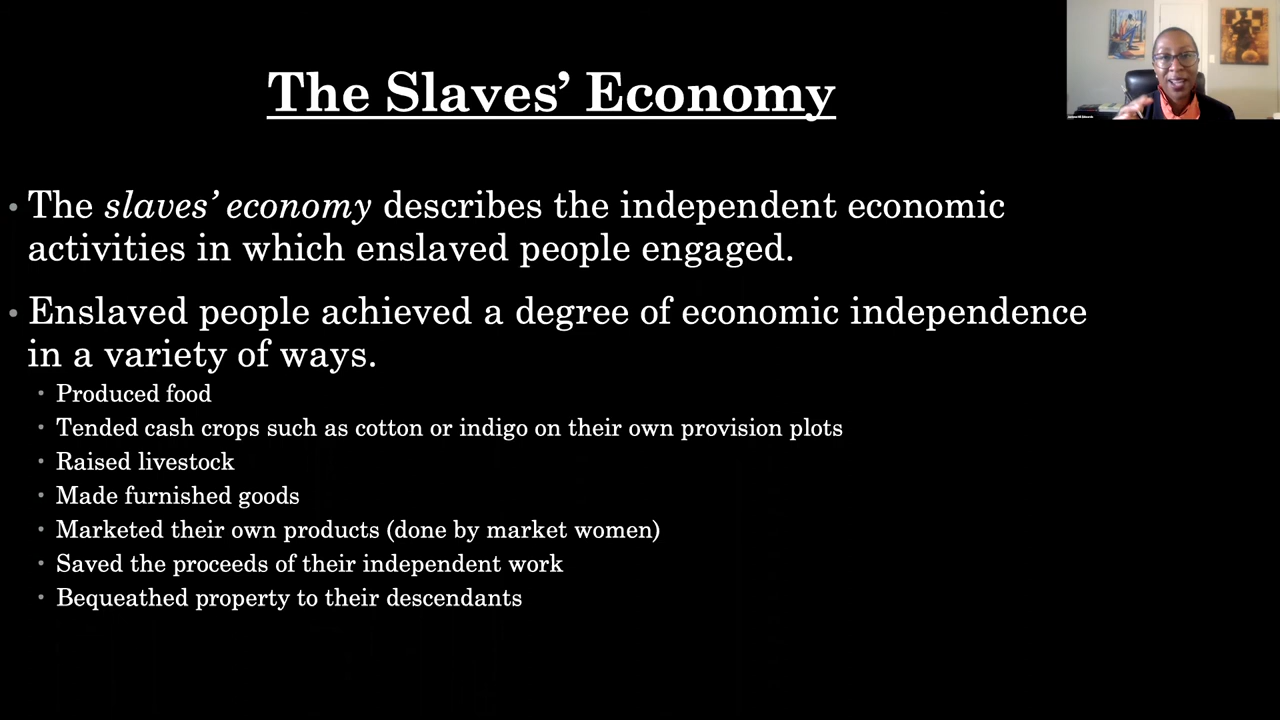 The Slaves’ Economy
• The slaves’ economy describes the independent economic
activities in which enslaved people engaged.
• Enslaved people achieved a degree of economic independence
in a variety of ways.
• Produced food
• Tended cash crops such as cotton or indigo on their own provision plots
• Raised livestock
• Made furnished goods
• Marketed their own products (done by market women)
• Saved the proceeds of their independent work
• Bequeathed property to their descendants